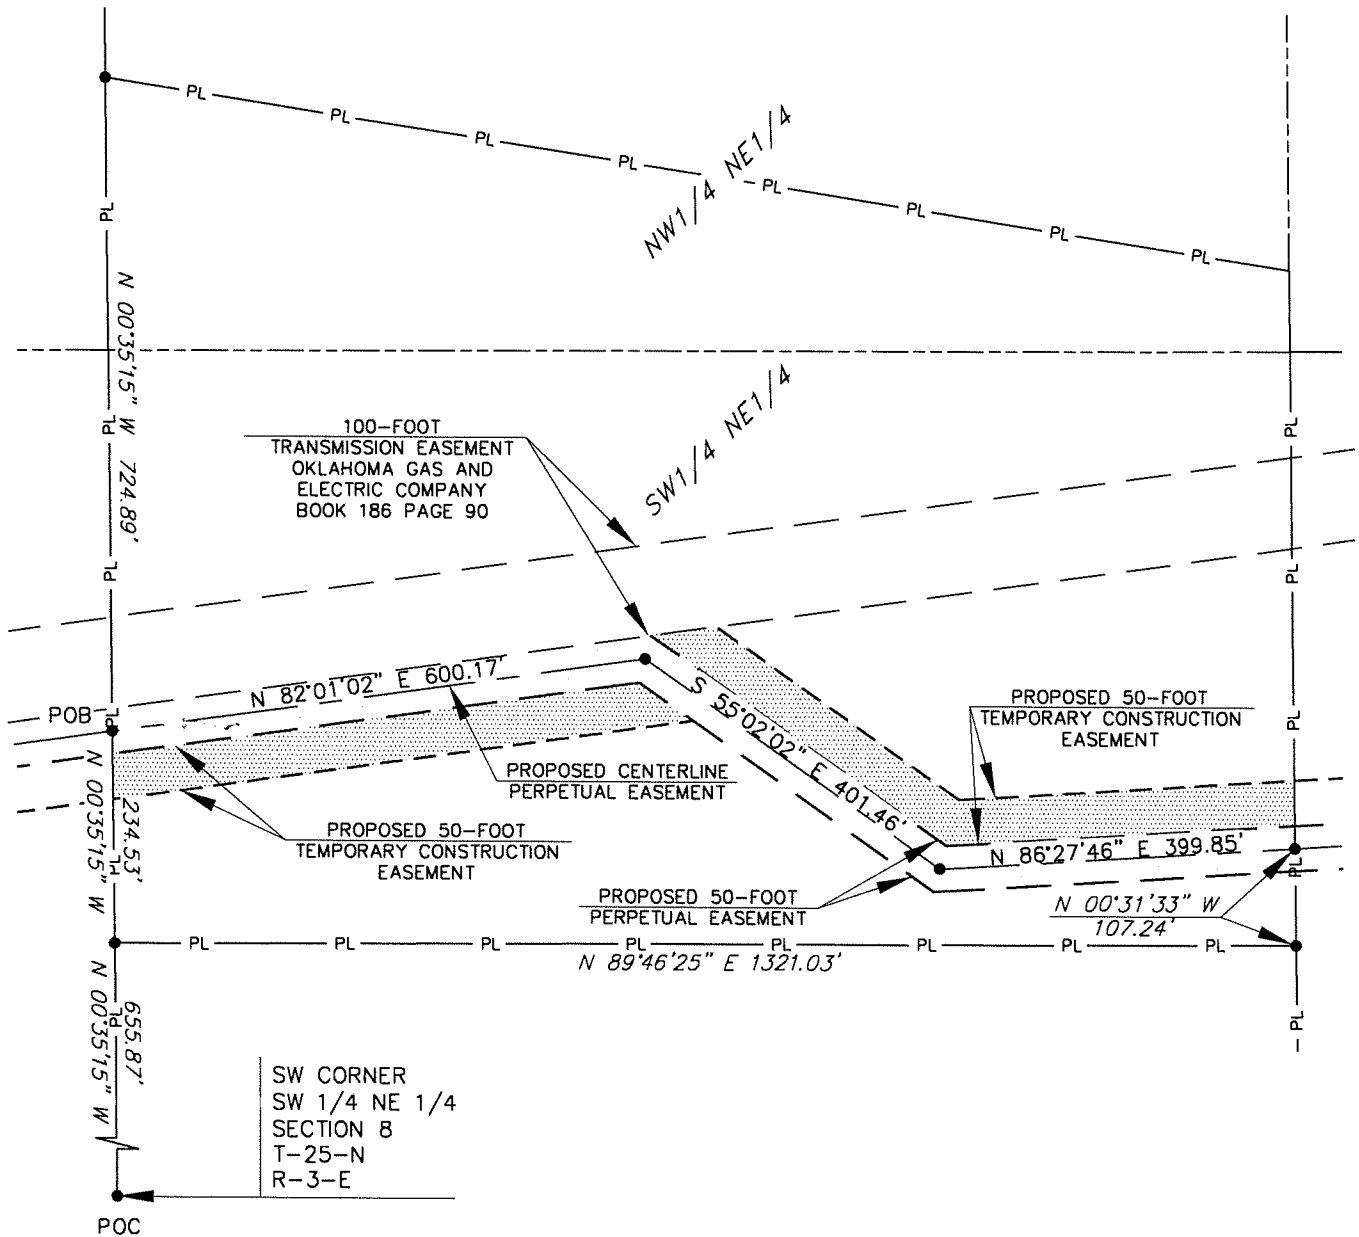 PL
PL
PL
PL
PL
PL
PL
PL
PL
NW1/4 NE1/4
N 00°35'15" W 724.89'
SW1/4 NE1/4
PL
PL
PL
PL
100-FOOT
TRANSMISSION EASEMENT
OKLAHOMA GAS AND
ELECTRIC COMPANY
BOOK 186 PAGE 90
N 82°01'02" E 600.17'
POB
PL
S 55°02'02" E 401.46'
PROPOSED 50-FOOT
TEMPORARY CONSTRUCTION
EASEMENT
PL
PROPOSED CENTERLINE
PERPETUAL EASEMENT
N 00°35'15" W
234.53'
PL
PROPOSED 50-FOOT
TEMPORARY CONSTRUCTION
EASEMENT
N 86°27'46" E 399.85'
PL
PROPOSED 50-FOOT
PERPETUAL EASEMENT
N 00°31'33" W
107.24'
PL
PL
PL
PL
PL
PL
PL
PL
N 89°46'25" E 1321.03'
N 00°35'15" W
655.87'
PL
PL
SW CORNER
SW 1/4 NE 1/4
SECTION 8
T-25-N
R-3-E
POC